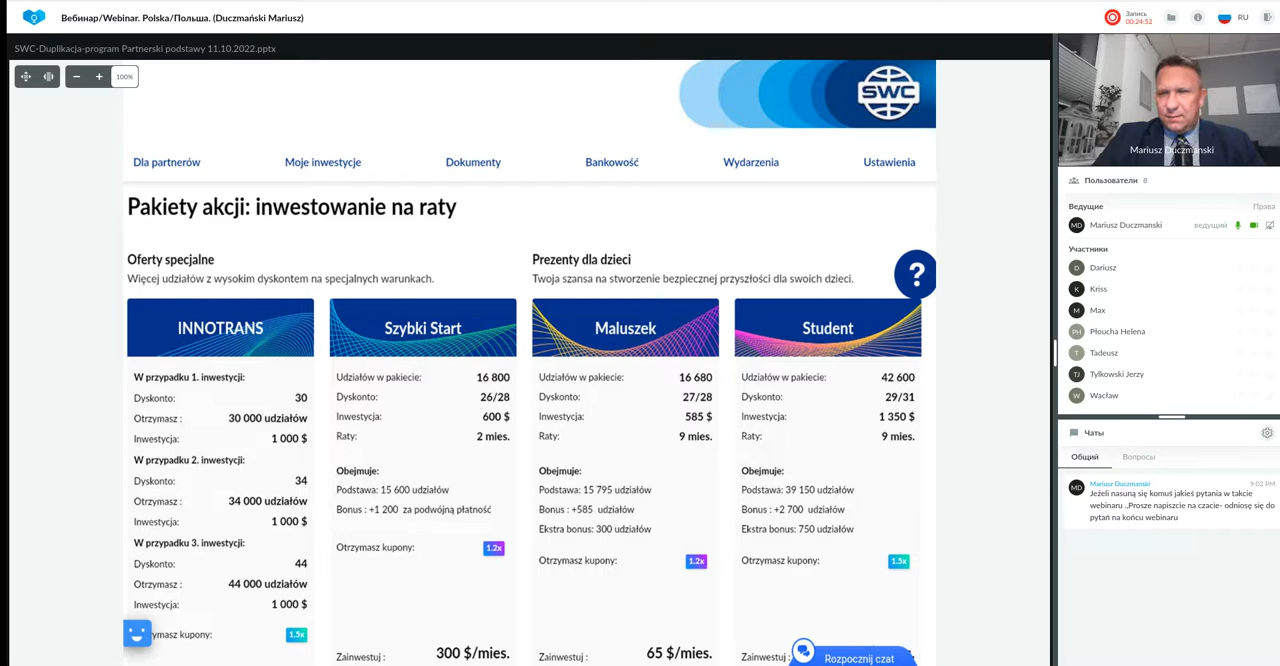 Вебинар/Webinar. Polska/Польша. (Duczmański Mariusz)
Запись
00:24:52
RU
SWC-Duplikacja-program Partnerski podstawy 11.10.2022.pptx
100%
SWC
Dla partnerów
Moje inwestycje
Dokumenty
Bankowość
Wydarzenia
Ustawienia
Pakiety akcji: inwestowanie na raty
Oferty specjalne
Więcej udziałów z wysokim dyskontem na specjalnych warunkach.
Prezenty dla dzieci
Twoja szansa na stworzenie bezpiecznej przyszłości dla swoich dzieci.
?
INNOTRANS
W przypadku 1. inwestycji:
Dyskonto: 30
Otrzymasz : 30 000 udziałów
Inwestycja: 1 000 $
W przypadku 2. inwestycji:
Dyskonto: 34
Otrzymasz : 34 000 udziałów
Inwestycja: 1 000 $
W przypadku 3. inwestycji:
Dyskonto: 44
Otrzymasz : 44 000 udziałów
Inwestycja: 1 000 $
ymasz kupony: 1.5x
Szybki Start
Udziałów w pakiecie: 16 800
Dyskonto: 26/28
Inwestycja: 600 $
Raty: 2 mies.
Obejmuje:
Podstawa: 15 600 udziałów
Bonus : +1 200 za podwójną płatność
Otrzymasz kupony: 1.2x
Zainwestuj : 300 $/mies.
Maluszek
Udziałów w pakiecie: 16 680
Dyskonto: 27/28
Inwestycja: 585 $
Raty: 9 mies.
Obejmuje:
Podstawa: 15 795 udziałów
Bonus : +585 udziałów
Ekstra bonus: 300 udziałów
Otrzymasz kupony: 1.2x
Zainwestuj : 65 $/mies.
Student
Udziałów w pakiecie: 42 600
Dyskonto: 29/31
Inwestycja: 1 350 $
Raty: 9 mies.
Obejmuje:
Podstawa: 39 150 udziałów
Bonus : +2 700 udziałów
Ekstra bonus: 750 udziałów
Otrzymasz kupony: 1.5x
Zainwestuj :
Rozpocznij czat
Mariusz Duczmanski
Пользователи 8
Ведущие Права
MD Mariusz Duczmanski ведущий
Участники
D Dariusz
K Kriss
M Max
PH Płoucha Helena
T Tadeusz
TJ Tylkowski Jerzy
W Wacław
Чаты
Общий Вопросы
MD Mariusz Duczmanski 9:02 PM
Jeżeli nasuną się komuś jakieś pytania w takcie
webinaru ,,Prosze napiszcie na czacie- odniosę się do
pytań na końcu webinaru